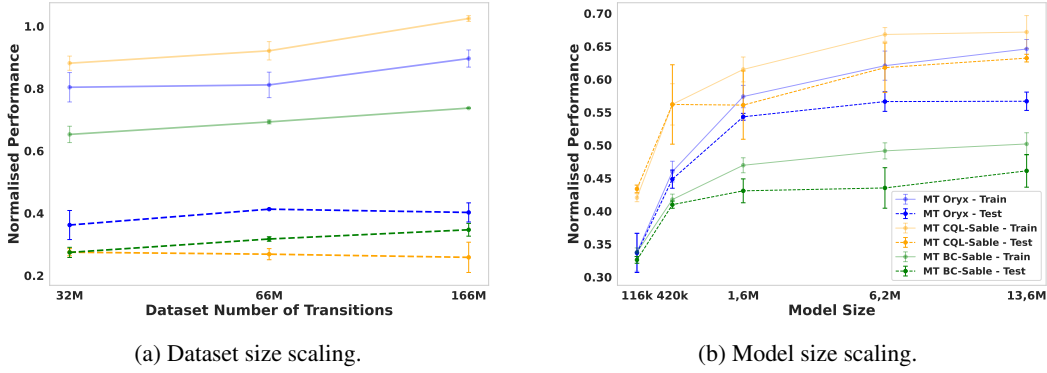 Normalised Performance
1.0
0.8
0.6
0.4
0.2
32M 66M 166M
Dataset Number of Transitions
(a) Dataset size scaling.
Normalised Performance
0.70
0.65
0.60
0.55
0.50
0.45
0.40
0.35
0.30
MT Oryx - Train
MT Oryx - Test
MT CQL-Sable - Train
MT CQL-Sable - Test
MT BC-Sable - Train
MT BC-Sable - Test
116k 420k 1,6M 6,2M 13,6M
Model Size
(b) Model size scaling.